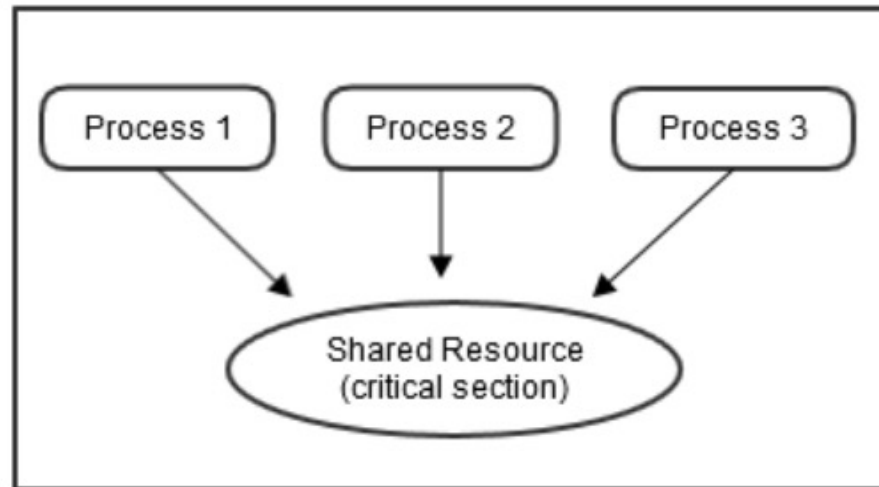 Process 1
Process 2
Process 3
Shared Resource
(critical section)